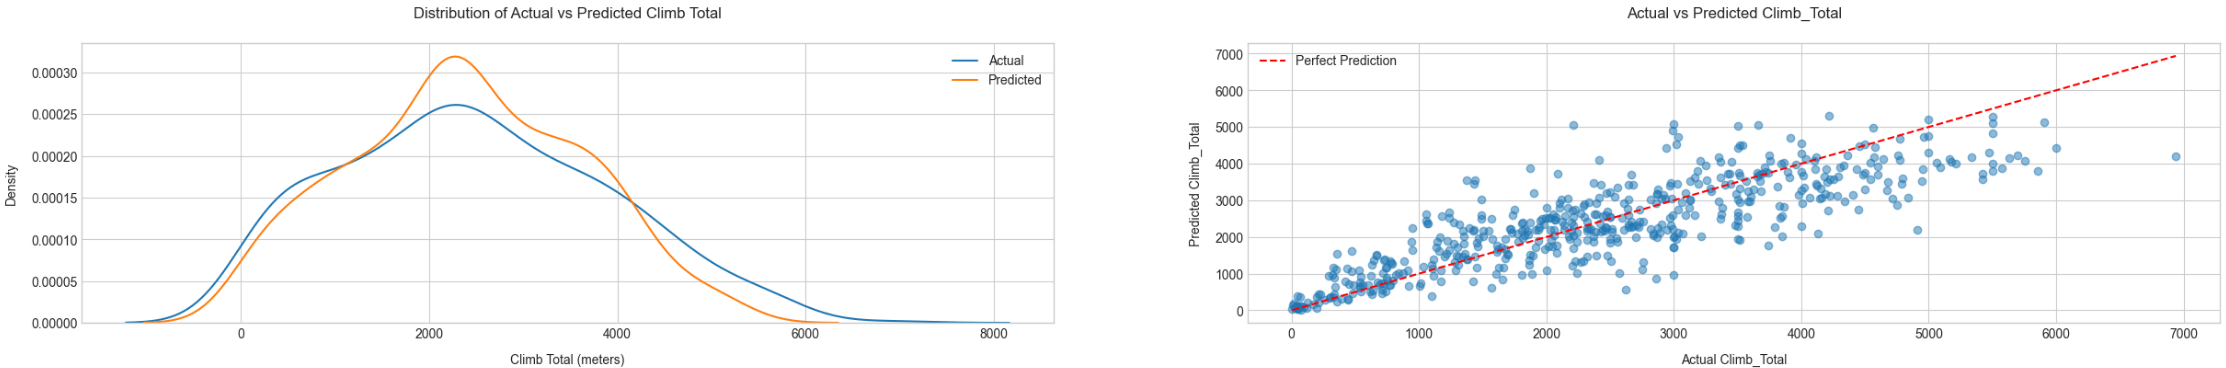 Distribution of Actual vs Predicted Climb Total
Actual
Predicted
0.00030
0.00025
0.00020
0.00015
0.00010
0.00005
0.00000
Density
0 2000 4000 6000 8000
Climb Total (meters)
Actual vs Predicted Climb_Total
Perfect Prediction
7000
6000
5000
4000
3000
2000
1000
0
Predicted Climb_Total
0 1000 2000 3000 4000 5000 6000 7000
Actual Climb_Total